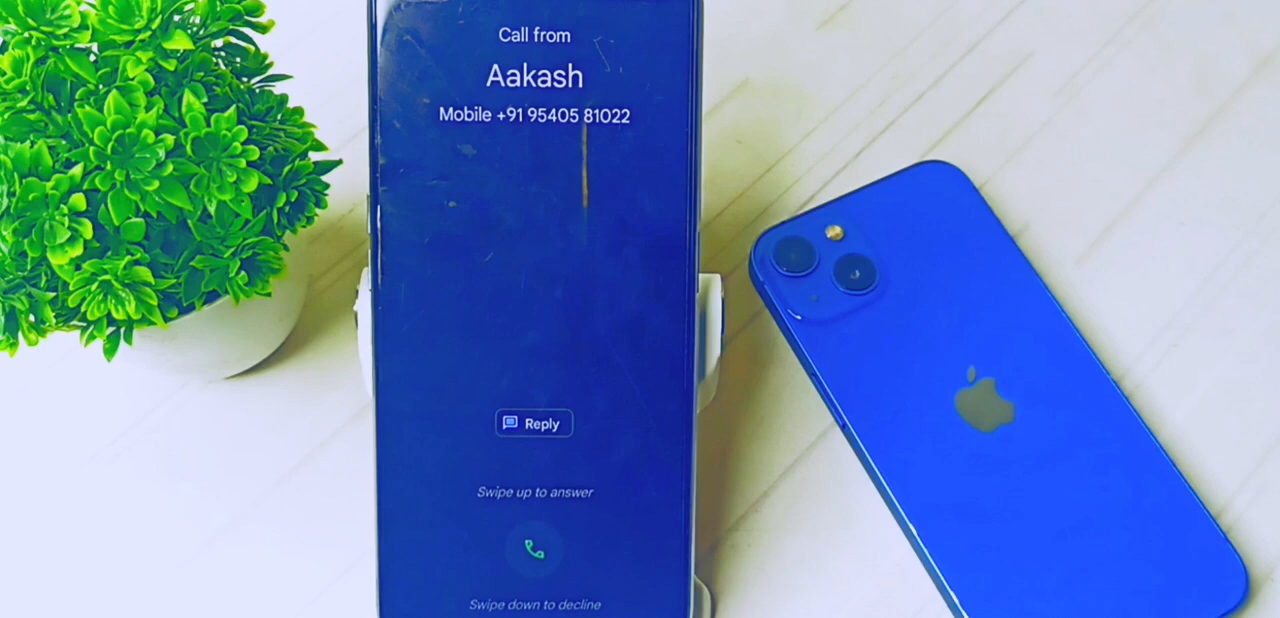 Call from
Aakash
Mobile +91 95405 81022
Reply
Swipe up to answer
Swipe down to decline